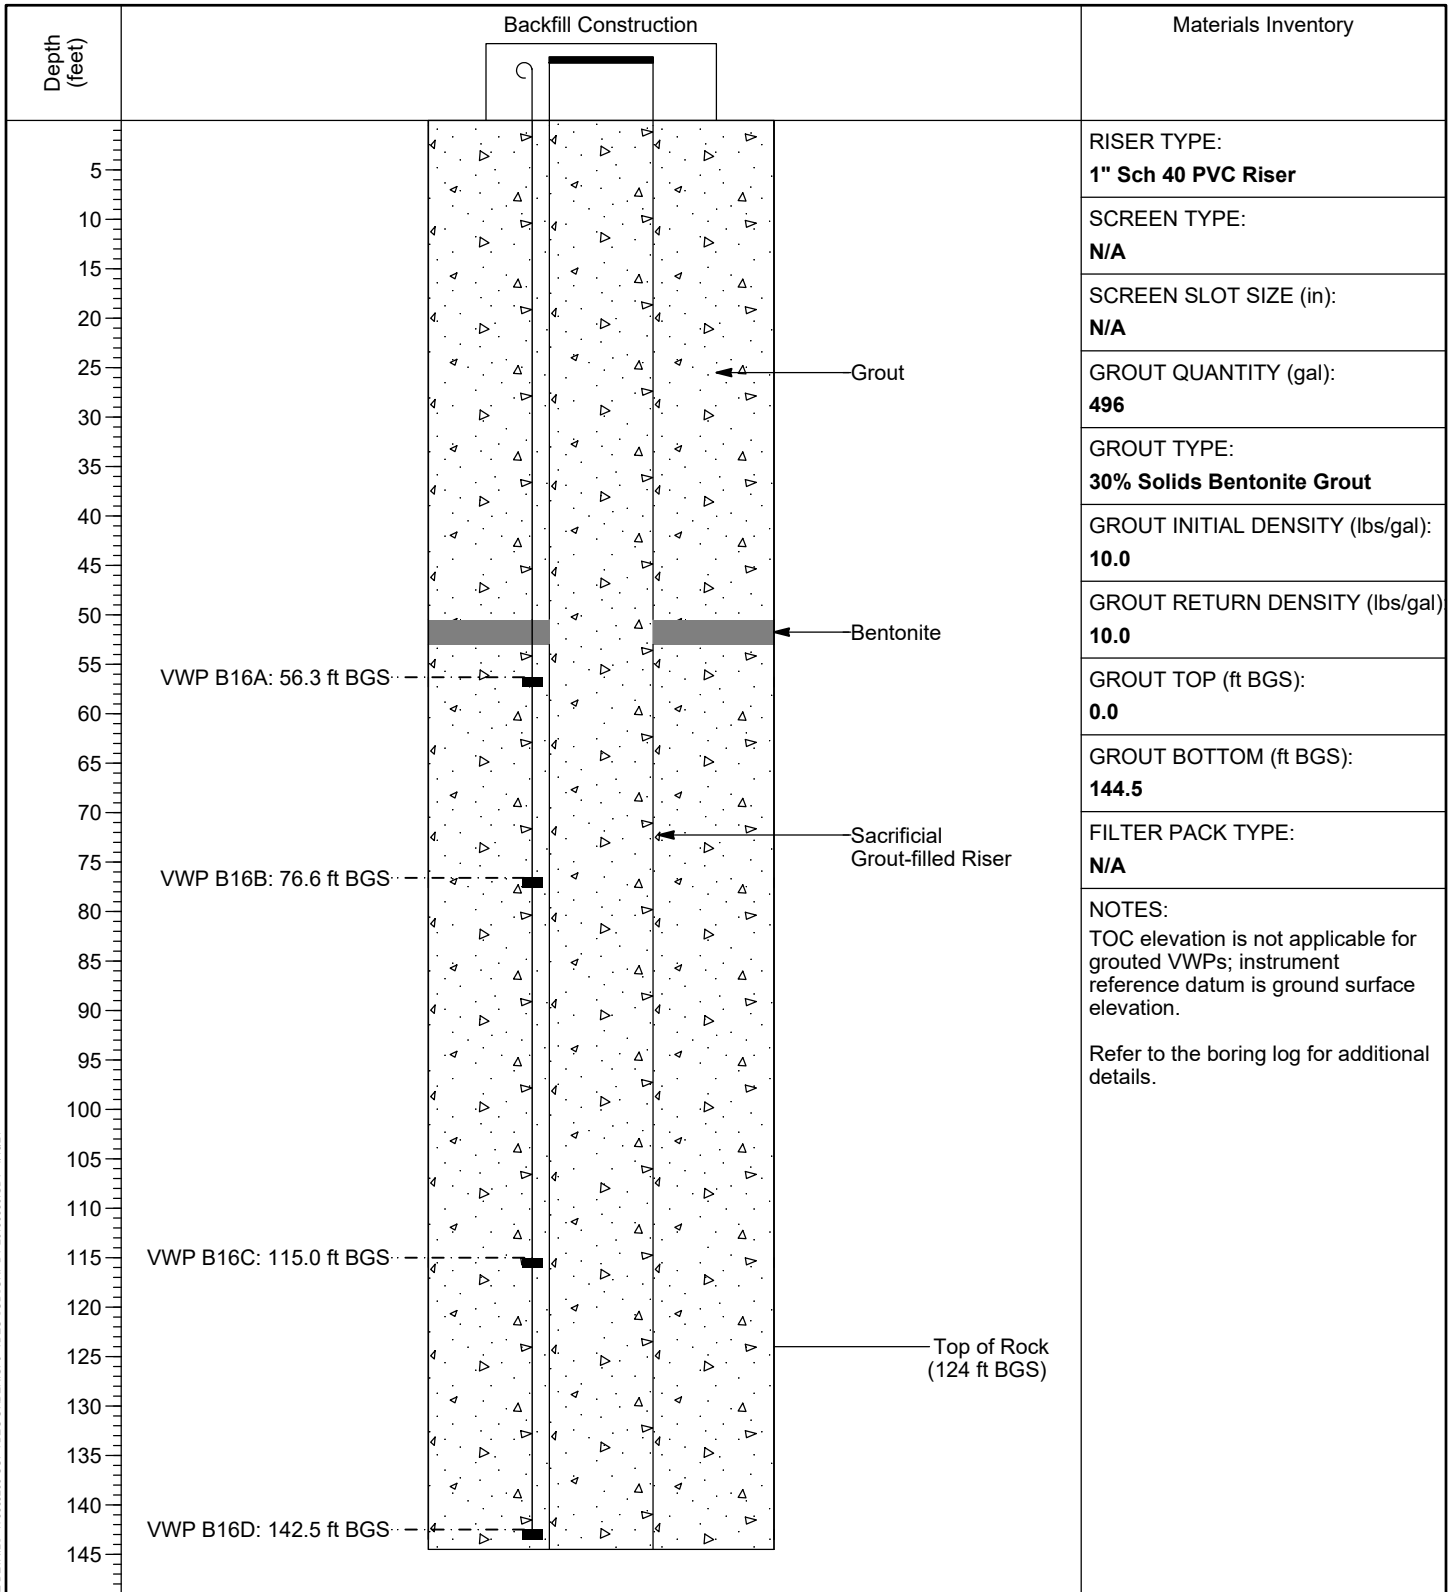 Depth
(feet)
Backfill Construction
Materials Inventory
5
10
15
20
25
30
35
40
45
50
55
60
65
70
75
80
85
90
95
100
105
110
115
120
125
130
135
140
145
VWP B16A: 56.3 ft BGS
VWP B16B: 76.6 ft BGS
VWP B16C: 115.0 ft BGS
VWP B16D: 142.5 ft BGS
Grout
Bentonite
Sacrificial
Grout-filled Riser
Top of Rock
(124 ft BGS)
RISER TYPE:
1" Sch 40 PVC Riser
SCREEN TYPE:
N/A
SCREEN SLOT SIZE (in):
N/A
GROUT QUANTITY (gal):
496
GROUT TYPE:
30% Solids Bentonite Grout
GROUT INITIAL DENSITY (lbs/gal):
10.0
GROUT RETURN DENSITY (lbs/gal):
10.0
GROUT TOP (ft BGS):
0.0
GROUT BOTTOM (ft BGS):
144.5
FILTER PACK TYPE:
N/A
NOTES:
TOC elevation is not applicable for
grouted VWPs; instrument
reference datum is ground surface
elevation.
Refer to the boring log for additional
details.